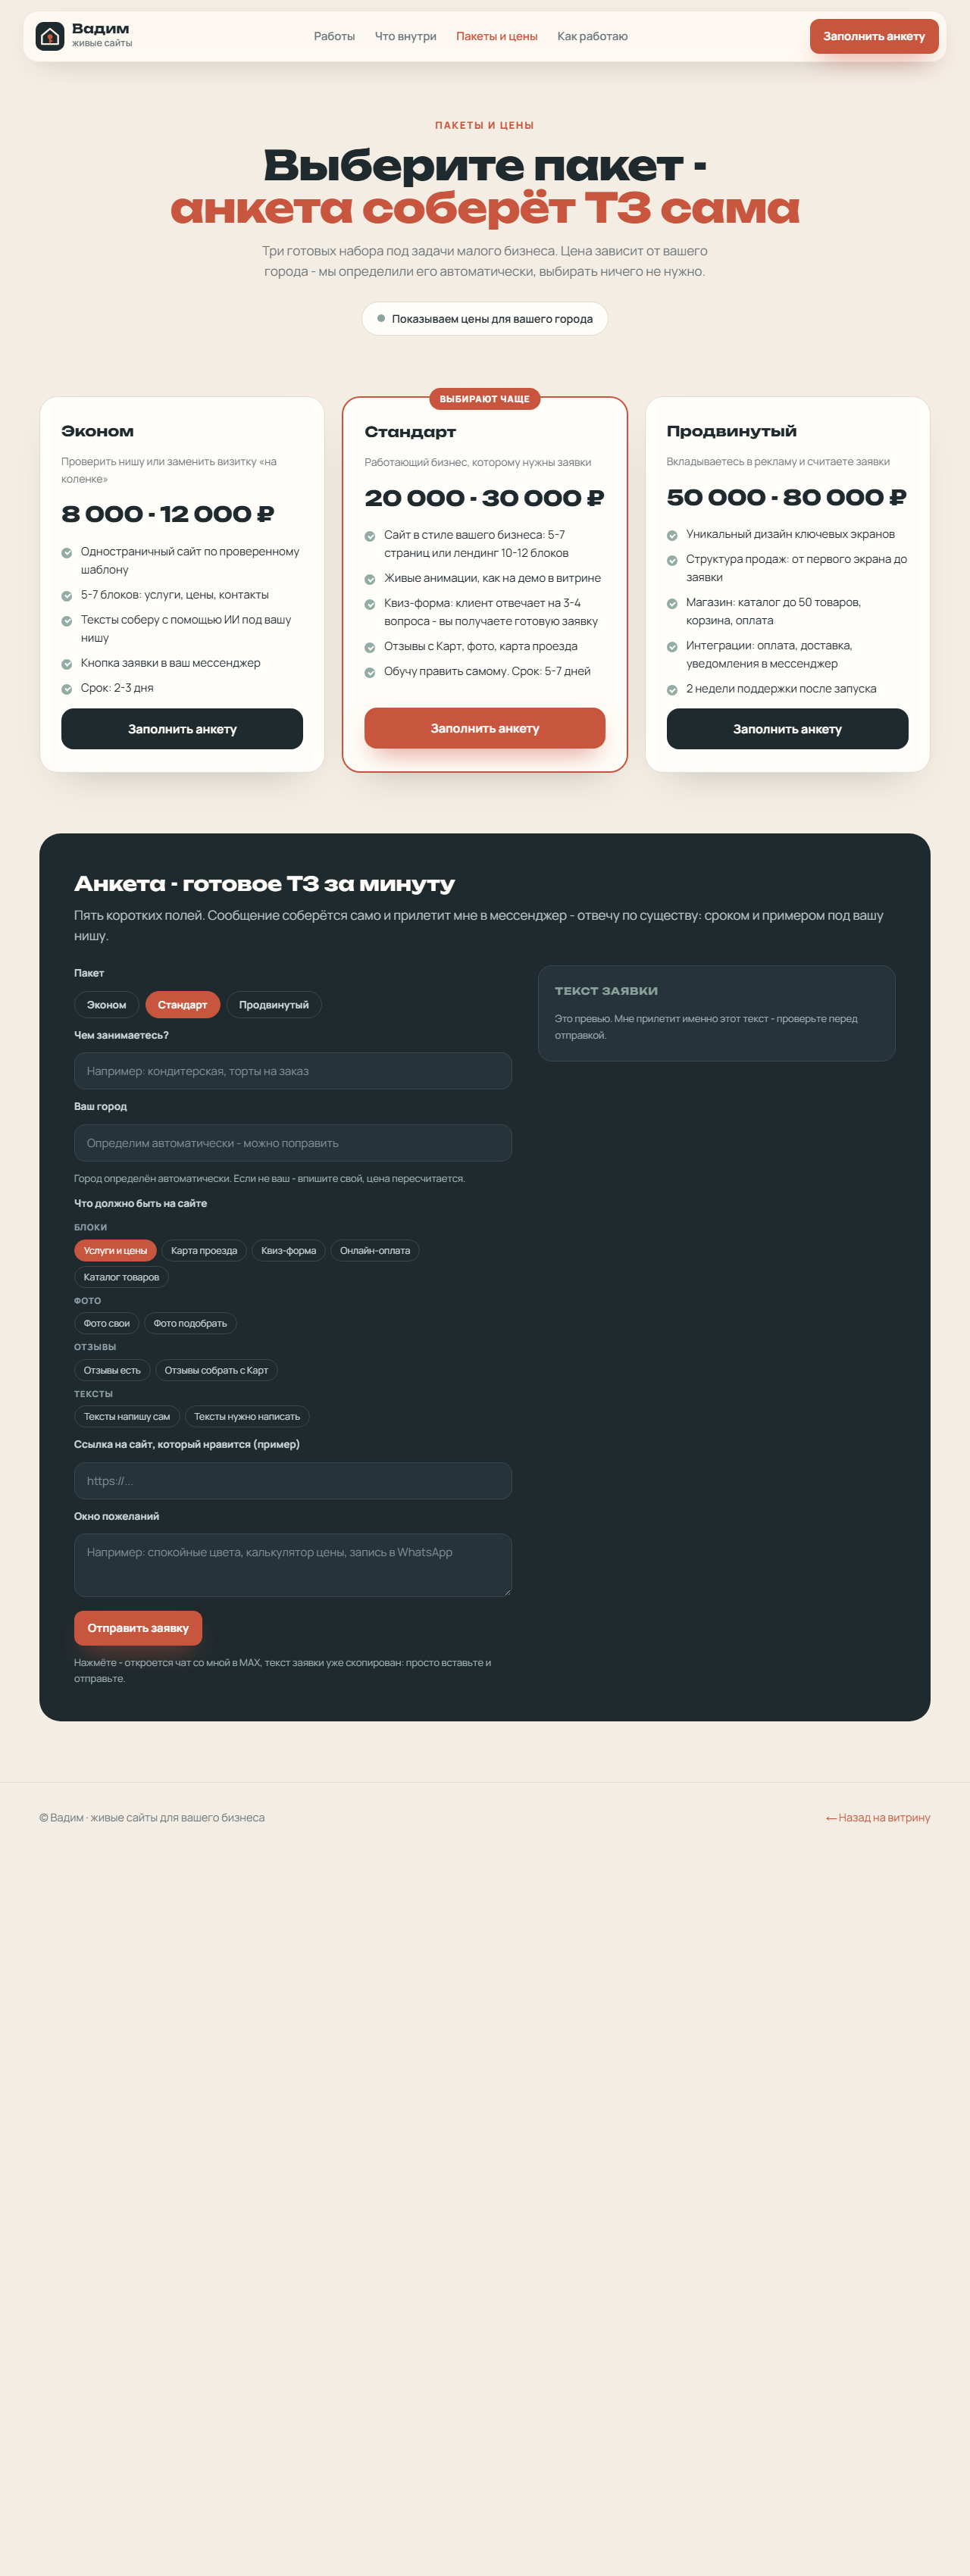 Вадим
живые сайты
Работы
Что внутри
Пакеты и цены
Как работаю
Заполнить анкету
ПАКЕТЫ И ЦЕНЫ
Выберите пакет -
анкета соберёт ТЗ сама
Три готовых набора под задачи малого бизнеса. Цена зависит от вашего
города - мы определили его автоматически, выбирать ничего не нужно.
Показываем цены для вашего города
Эконом
Проверить нишу или заменить визитку «на
коленке»
8 000 - 12 000 ₽
Одностраничный сайт по проверенному
шаблону
5-7 блоков: услуги, цены, контакты
Тексты соберу с помощью ИИ под вашу
нишу
Кнопка заявки в ваш мессенджер
Срок: 2-3 дня
Заполнить анкету
ВЫБИРАЮТ ЧАЩЕ
Стандарт
Работающий бизнес, которому нужны заявки
20 000 - 30 000 ₽
Сайт в стиле вашего бизнеса: 5-7
страниц или лендинг 10-12 блоков
Живые анимации, как на демо в витрине
Квиз-форма: клиент отвечает на 3-4
вопроса - вы получаете готовую заявку
Отзывы с Карт, фото, карта проезда
Обучу править самому. Срок: 5-7 дней
Заполнить анкету
Продвинутый
Вкладываетесь в рекламу и считаете заявки
50 000 - 80 000 ₽
Уникальный дизайн ключевых экранов
Структура продаж: от первого экрана до
заявки
Магазин: каталог до 50 товаров,
корзина, оплата
Интеграции: оплата, доставка,
уведомления в мессенджер
2 недели поддержки после запуска
Заполнить анкету
Анкета - готовое ТЗ за минуту
Пять коротких полей. Сообщение соберётся само и прилетит мне в мессенджер - отвечу по существу: сроком и примером под вашу
нишу.
Пакет
Эконом
Стандарт
Продвинутый
Чем занимаетесь?
Например: кондитерская, торты на заказ
Ваш город
Определим автоматически - можно поправить
Город определён автоматически. Если не ваш - впишите свой, цена пересчитается.
Что должно быть на сайте
БЛОКИ
Услуги и цены
Карта проезда
Квиз-форма
Онлайн-оплата
Каталог товаров
ФОТО
Фото свои
Фото подобрать
ОТЗЫВЫ
Отзывы есть
Отзывы собрать с Карт
ТЕКСТЫ
Тексты напишу сам
Тексты нужно написать
Ссылка на сайт, который нравится (пример)
https://...
Окно пожеланий
Например: спокойные цвета, калькулятор цены, запись в WhatsApp
Отправить заявку
Нажмёте - откроется чат со мной в MAX, текст заявки уже скопирован: просто вставьте и
отправьте.
ТЕКСТ ЗАЯВКИ
Это превью. Мне прилетит именно этот текст - проверьте перед
отправкой.
© Вадим · живые сайты для вашего бизнеса
← Назад на витрину